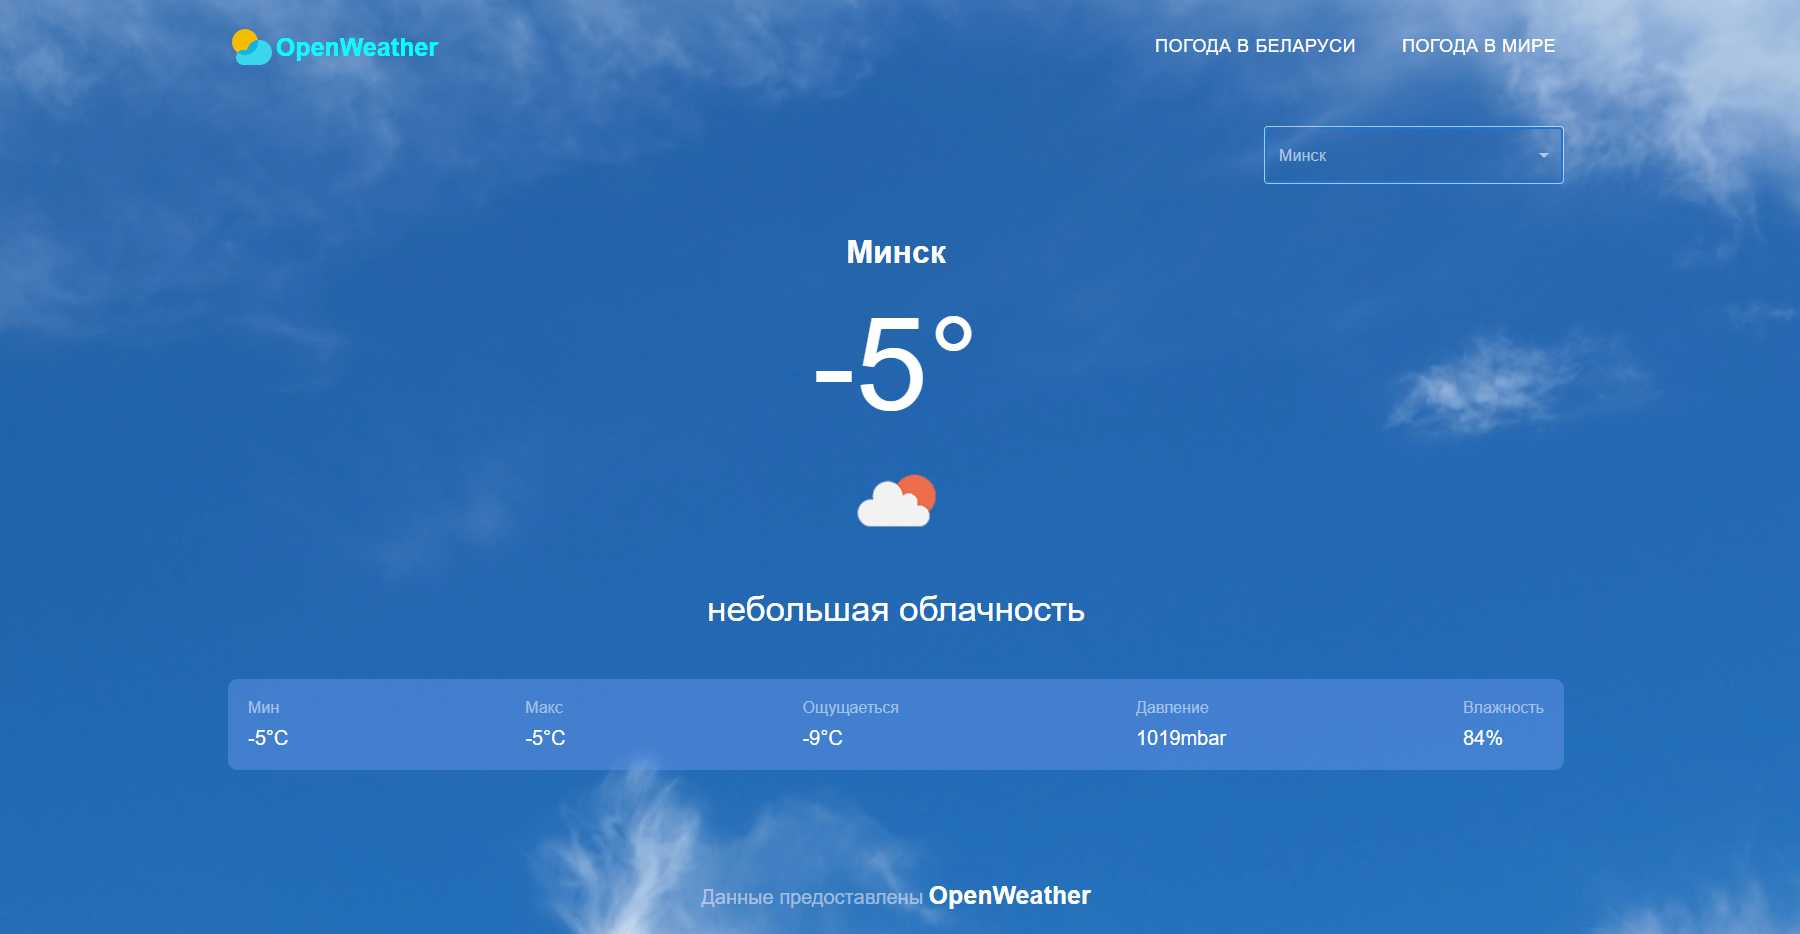 OpenWeather
ПОГОДА В БЕЛАРУСИ
ПОГОДА В МИРЕ
Минск
Минск
-5°
небольшая облачность
Мин
-5°C
Макс
-5°C
Ощущаеться
-9°C
Давление
1019mbar
Влажность
84%
Данные предоставлены OpenWeather